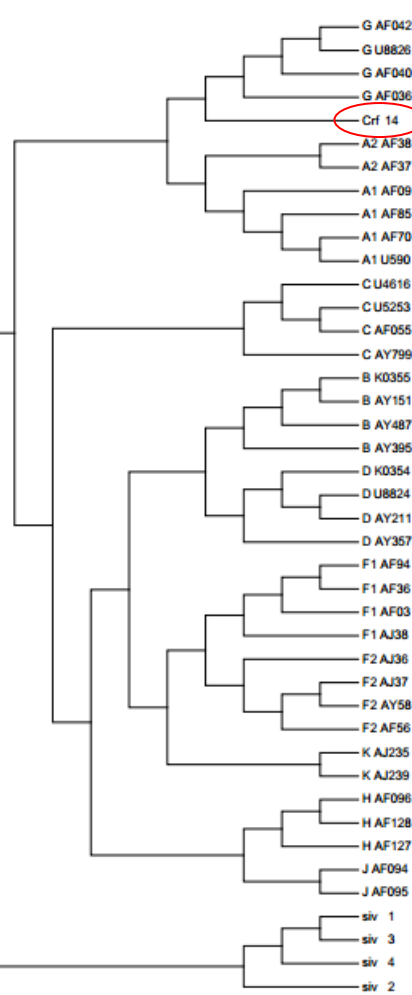 G AF042
G U8826
G AF040
G AF036
Crf 14
A2 AF38
A2 AF37
A1 AF09
A1 AF85
A1 AF70
A1 U590
C U4616
C U5253
C AF055
C AY799
B K0355
B AY151
B AY487
B AY395
D K0354
D U8824
D AY211
D AY357
F1 AF94
F1 AF36
F1 AF03
F1 AJ38
F2 AJ36
F2 AJ37
F2 AY58
F2 AF56
K AJ235
K AJ239
H AF096
H AF128
H AF127
J AF094
J AF095
siv 1
siv 3
siv 4
siv 2